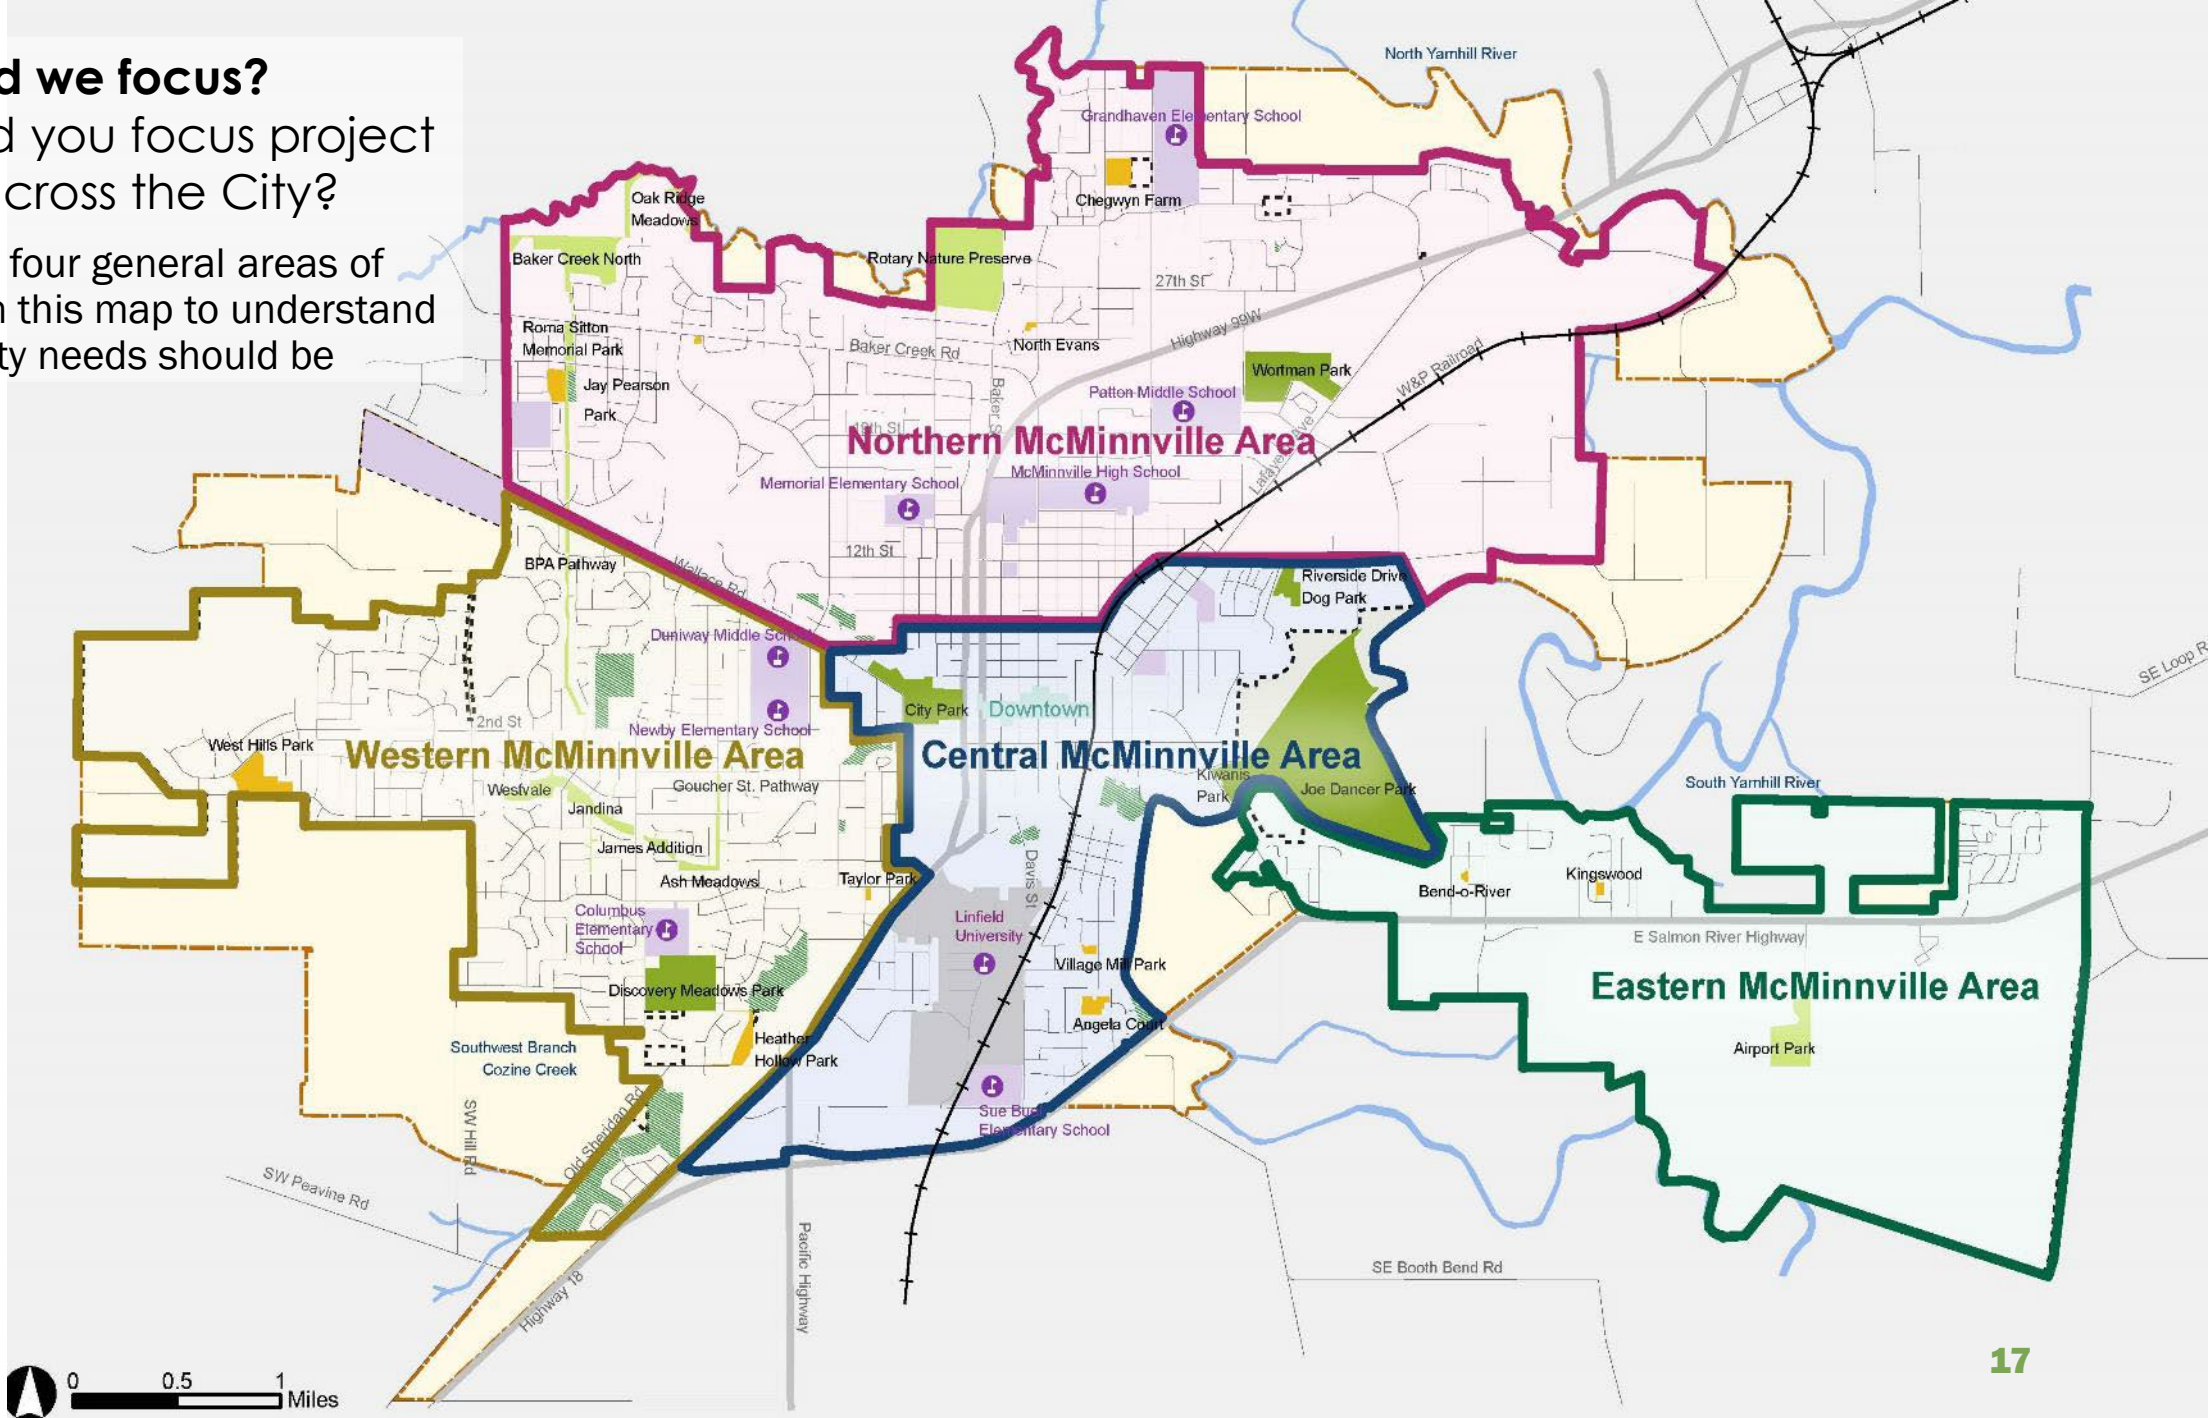 d we focus?
d you focus project
cross the City?
four general areas of
this map to understand
ty needs should be
North Yamhill River
Grandhaven Elementary School
Chegwyn Farm
Oak Ridge
Meadows
Baker Creek North
Rotary Nature Preserve
27th St
Highway 99W
Roma Sitton
Memorial Park
Baker Creek Rd
North Evans
Wortman Park
W&P Railroad
Jay Pearson
Park
Baker S
Patton Middle School
19th St
Northern McMinnville Area
Memorial Elementary School
McMinnville High School
Lafayette Ave
12th St
BPA Pathway
Wallace Rd
Riverside Drive
Dog Park
Duniway Middle School
City Park
Downtown
2nd St
Newby Elementary School
West Hills Park
Western McMinnville Area
Central McMinnville Area
Westvale
Goucher St. Pathway
Kiwanis
Park
Joe Dancer Park
South Yamhill River
SE Loop R
Jandina
James Addition
Ash Meadows
Taylor Park
Davis St
Bend-o-River
Kingswood
Columbus
Elementary
School
Linfield
University
E Salmon River Highway
Village Mill Park
Eastern McMinnville Area
Discovery Meadows Park
Angela Court
Heather
Hollow Park
Airport Park
Southwest Branch
Cozine Creek
Sue Bu
Elementary School
SW Hill Rd
Old Sheridan Rd
SW Peavine Rd
Pacific Highway
SE Booth Bend Rd
Highway 18
0 0.5 1
Miles
17